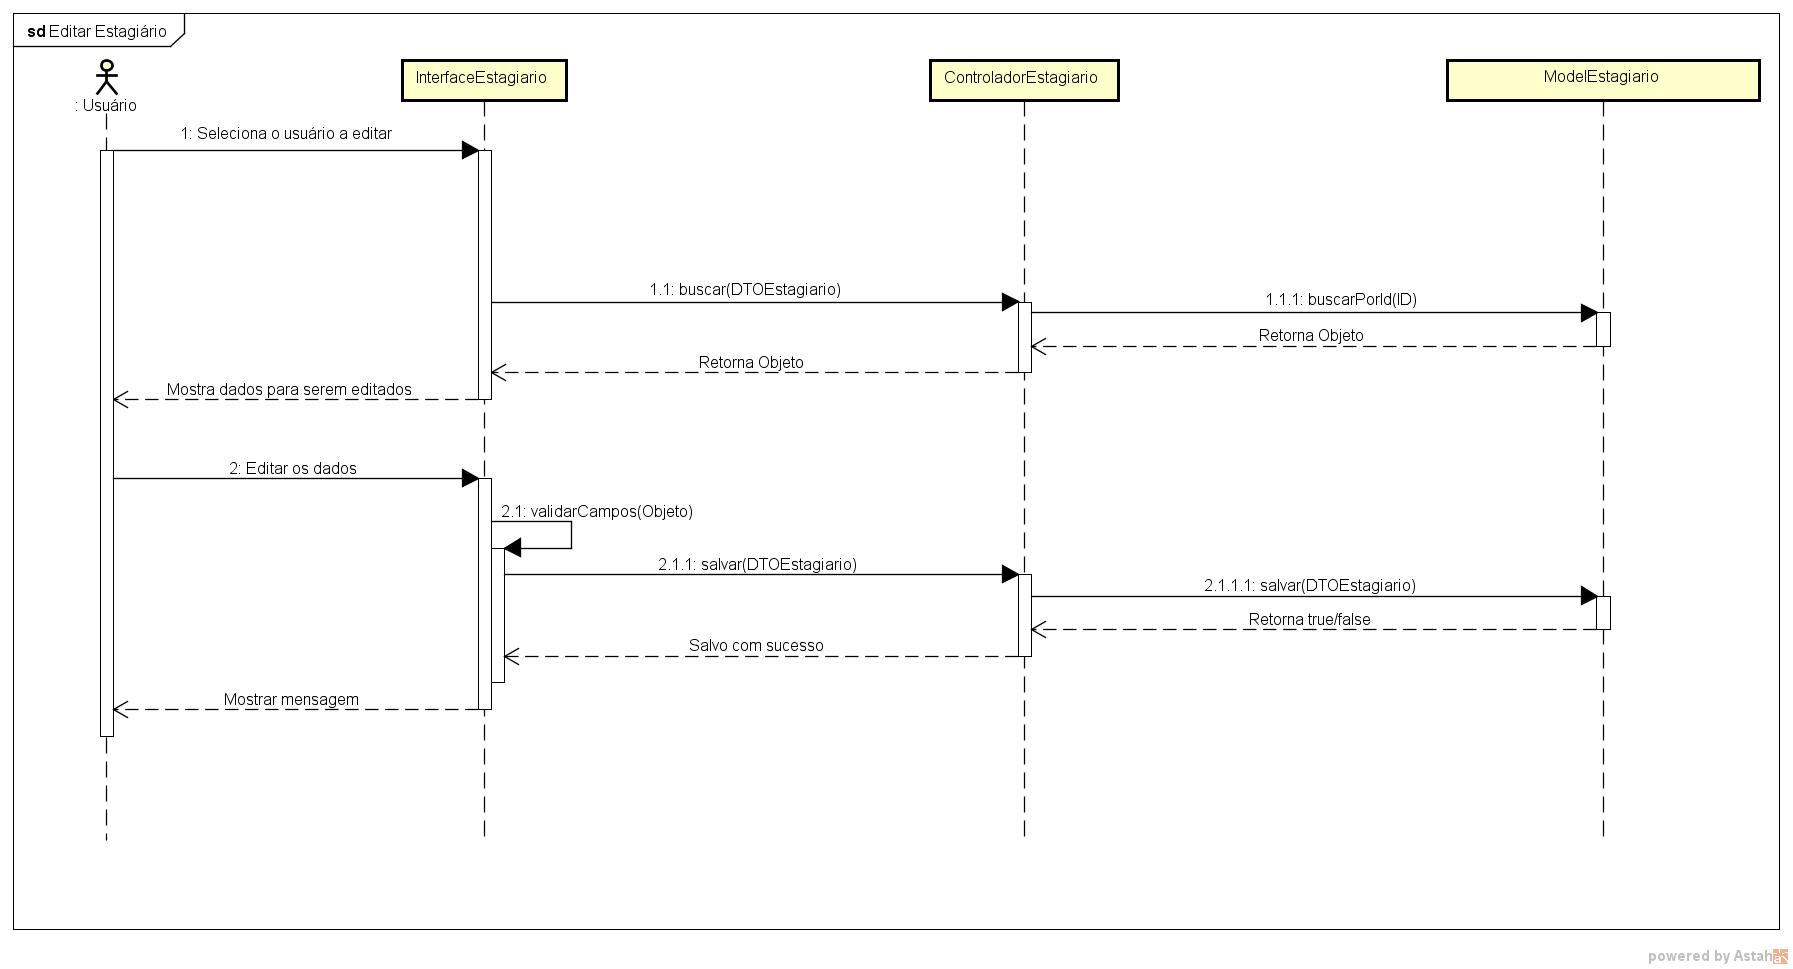 sd Editar Estagiário
: Usuário
InterfaceEstagiario
ControladorEstagiario
ModelEstagiario
1: Seleciona o usuário a editar
1.1: buscar(DTOEstagiario)
1.1.1: buscarPorId(ID)
Retorna Objeto
Retorna Objeto
Mostra dados para serem editados
2: Editar os dados
2.1: validarCampos(Objeto)
2.1.1: salvar(DTOEstagiario)
2.1.1.1: salvar(DTOEstagiario)
Retorna true/false
Salvo com sucesso
Mostrar mensagem
powered by Astah